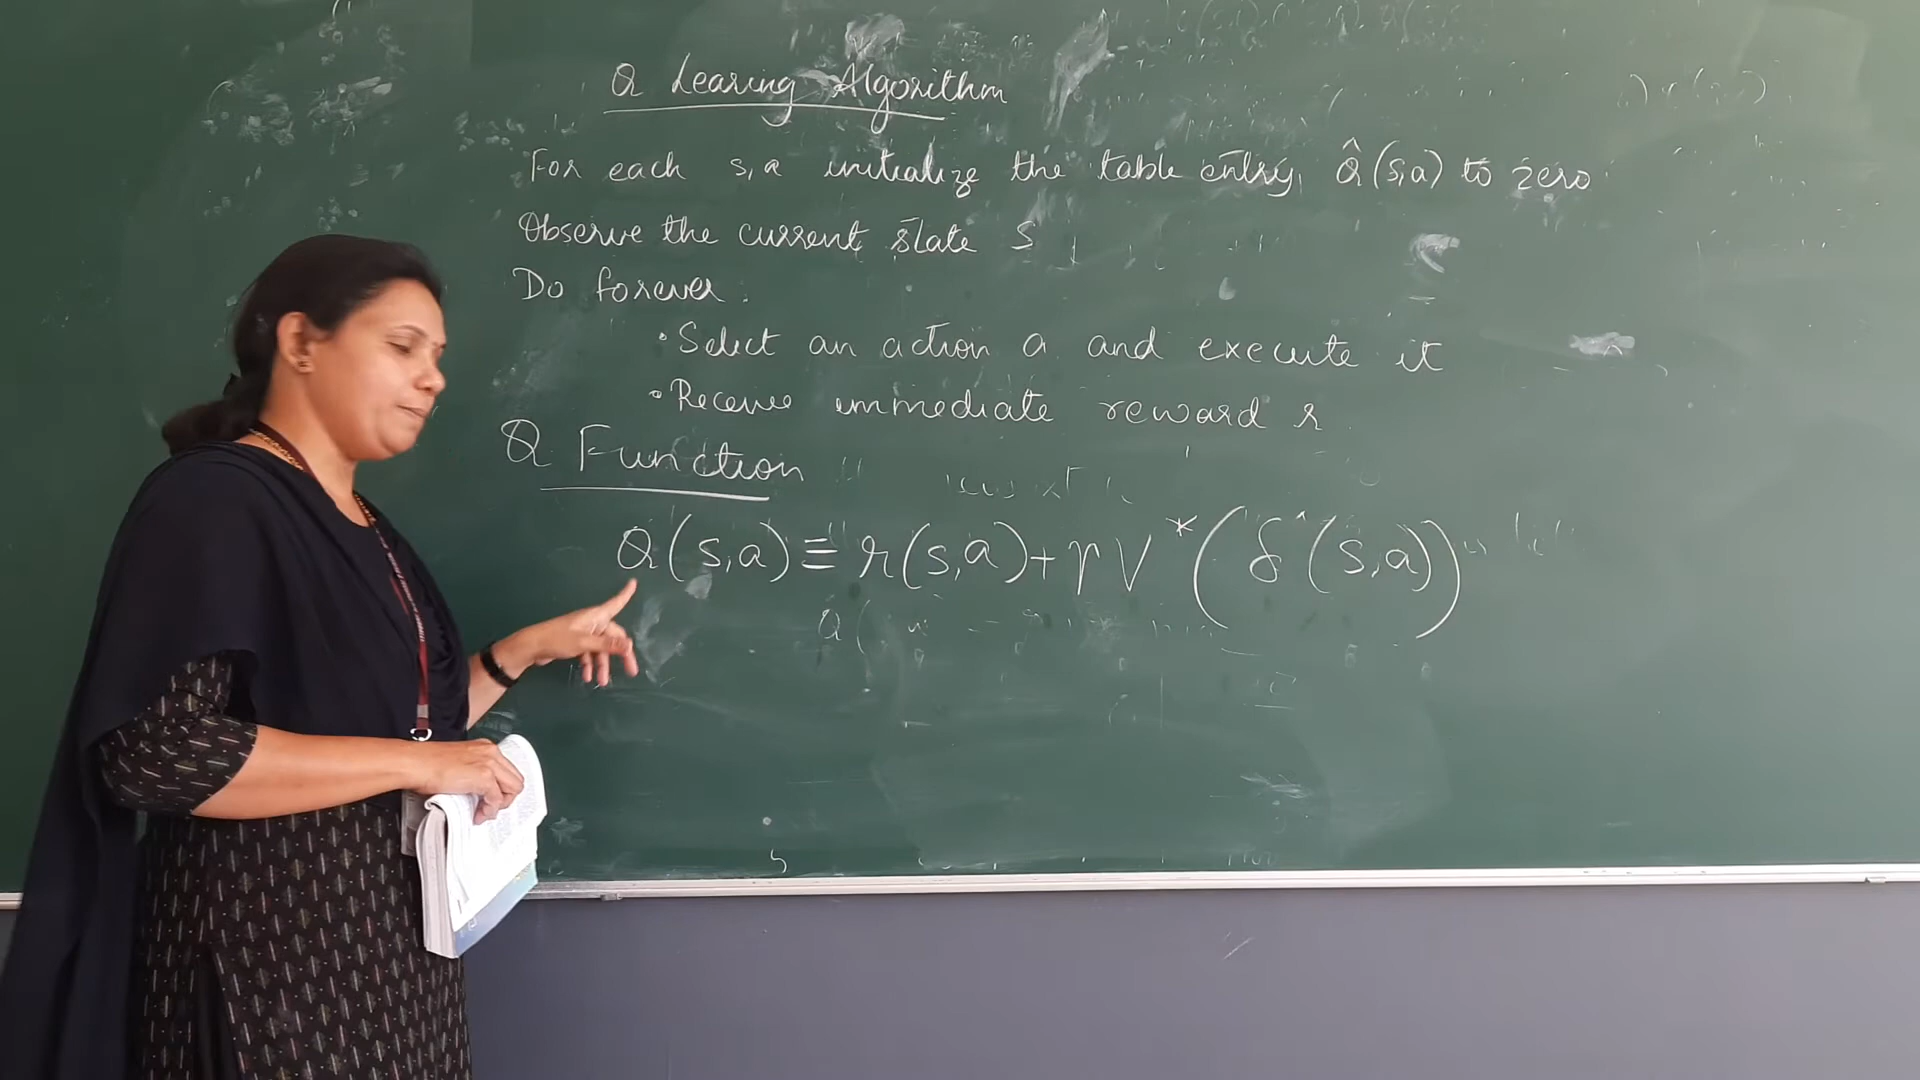 Q Learing Algorithm
For each s,a initialize the table entry, Q̂(s,a) to zero
Observe the current state s
Do forever.
• Select an action a and execute it
• Receive immediate reward r
Q Function
Q(s,a) ≡ r(s,a) + γV*(δ(s,a))